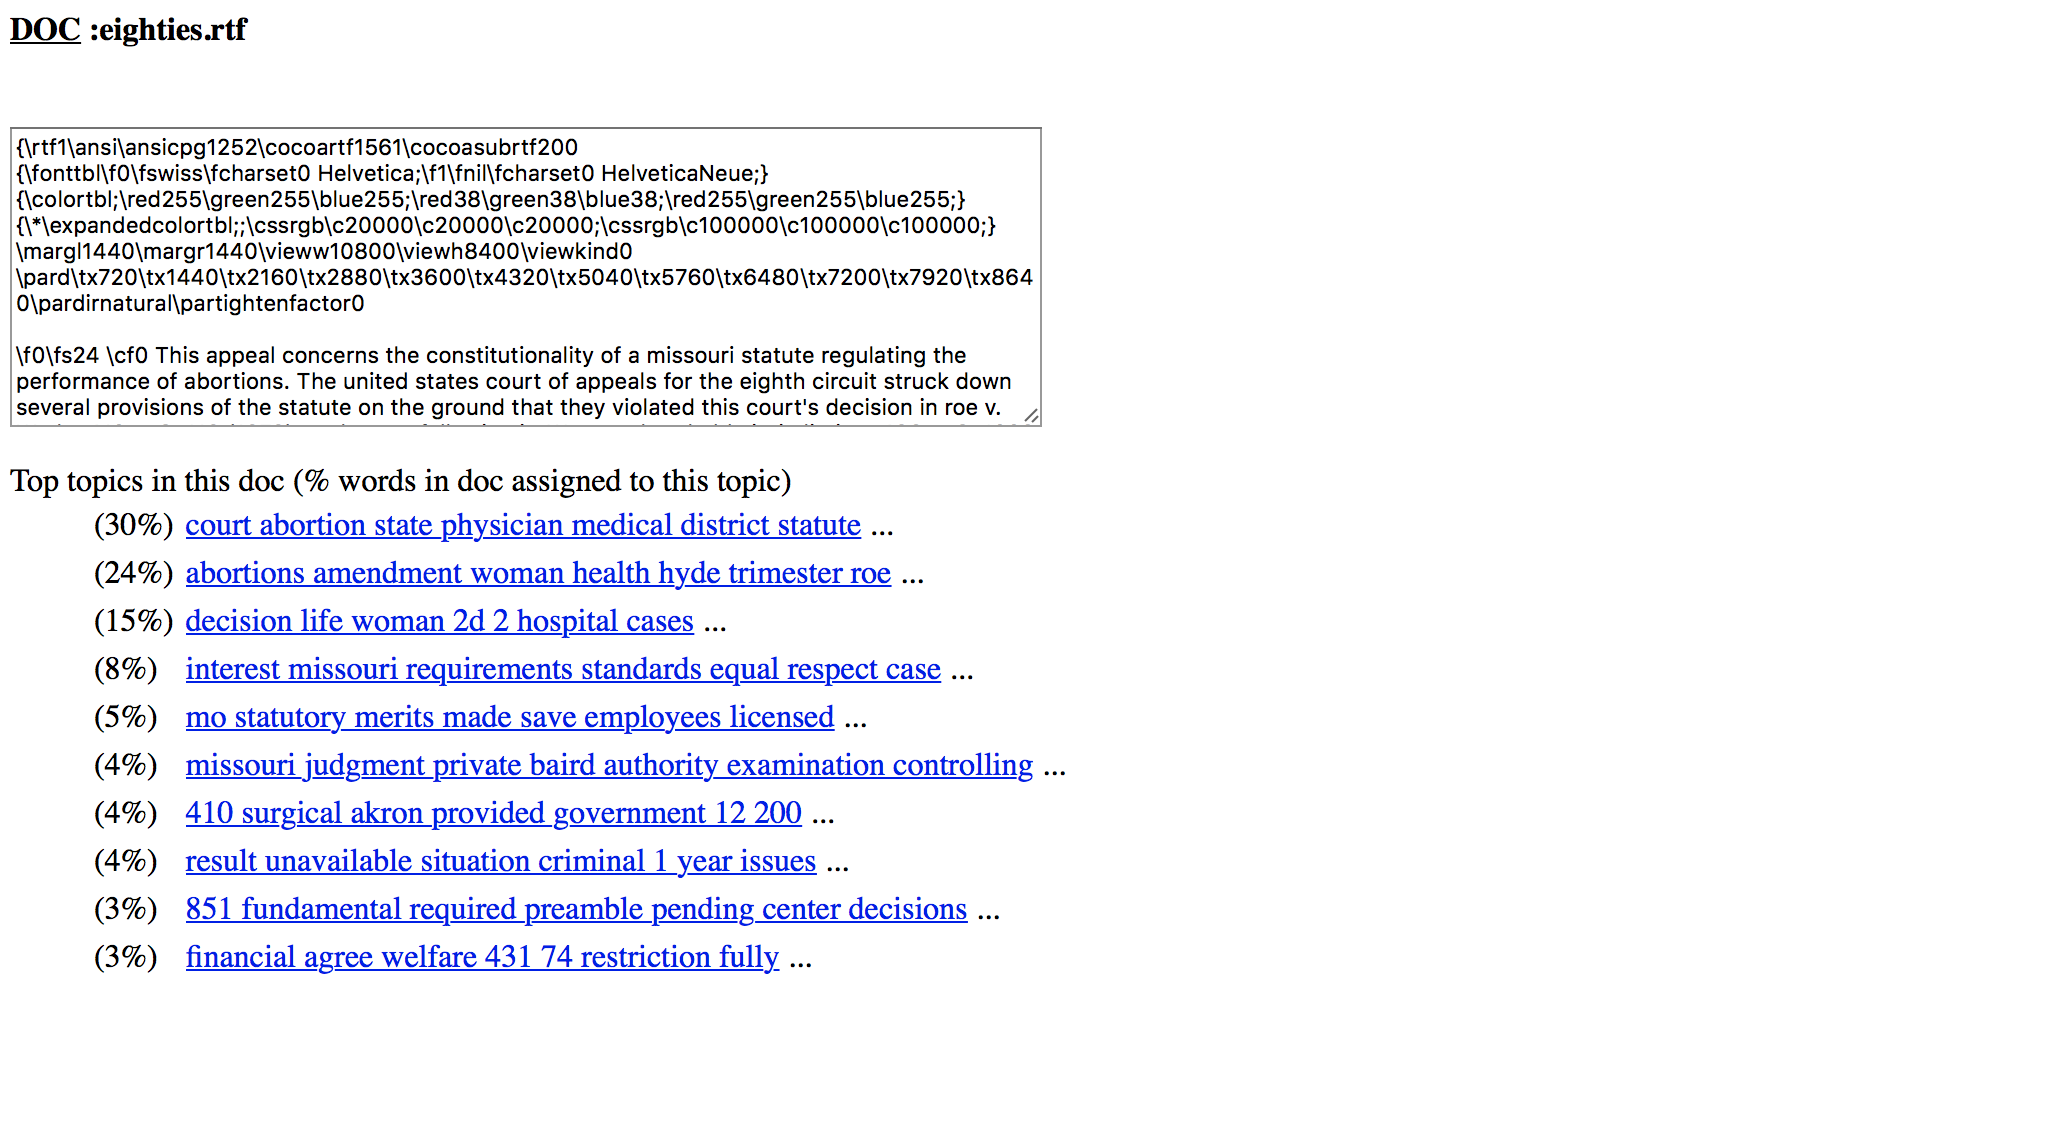 DOC :eighties.rtf
{\rtf1\ansi\ansicpg1252\cocoartf1561\cocoasubrtf200
{\fonttbl\f0\fswiss\fcharset0 Helvetica;\f1\fnil\fcharset0 HelveticaNeue;}
{\colortbl;\red255\green255\blue255;\red38\green38\blue38;\red255\green255\blue255;}
{\*\expandedcolortbl;;\cssrgb\c20000\c20000\c20000;\cssrgb\c100000\c100000\c100000;}
\margl1440\margr1440\vieww10800\viewh8400\viewkind0
\pard\tx720\tx1440\tx2160\tx2880\tx3600\tx4320\tx5040\tx5760\tx6480\tx7200\tx7920\tx864
0\pardirnatural\partightenfactor0
\f0\fs24 \cf0 This appeal concerns the constitutionality of a missouri statute regulating the
performance of abortions. The united states court of appeals for the eighth circuit struck down
several provisions of the statute on the ground that they violated this court's decision in roe v.
Top topics in this doc (% words in doc assigned to this topic)
(30%) court abortion state physician medical district statute ...
(24%) abortions amendment woman health hyde trimester roe ...
(15%) decision life woman 2d 2 hospital cases ...
(8%) interest missouri requirements standards equal respect case ...
(5%) mo statutory merits made save employees licensed ...
(4%) missouri judgment private baird authority examination controlling ...
(4%) 410 surgical akron provided government 12 200 ...
(4%) result unavailable situation criminal 1 year issues ...
(3%) 851 fundamental required preamble pending center decisions ...
(3%) financial agree welfare 431 74 restriction fully ...